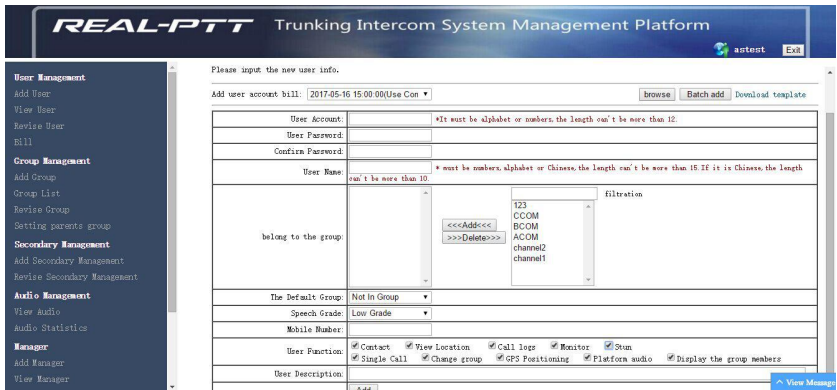 REAL-PTT Trunking Intercom System Management Platform
astest Exit
User Management
Add User
View User
Revise User
Bill
Group Management
Add Group
Group List
Revise Group
Setting parents group
Secondary Management
Add Secondary Management
Revise Secondary Management
Audio Management
View Audio
Audio Statistics
Manager
Add Manager
View Manager
Please input the new user info.
Add user account bill: 2017-05-16 15:00:00(Use Con browse Batch add Download template
User Account: *It must be alphabet or numbers, the length can't be more than 12.
User Password:
Confirm Password:
User Name: * must be numbers, alphabet or Chinese, the length can't be more than 15. If it is Chinese, the length
can't be more than 10.
filtration
belong to the group: <<<Add<<<
>>>Delete>>>
123
CCOM
BCOM
ACOM
channel2
channel1
The Default Group: Not In Group
Speech Grade: Low Grade
Mobile Number:
User Function: Contact View Location Call logs Monitor Stun
Single Call Change group GPS Positioning Platform audio Display the group members
User Description:
Add
View Message